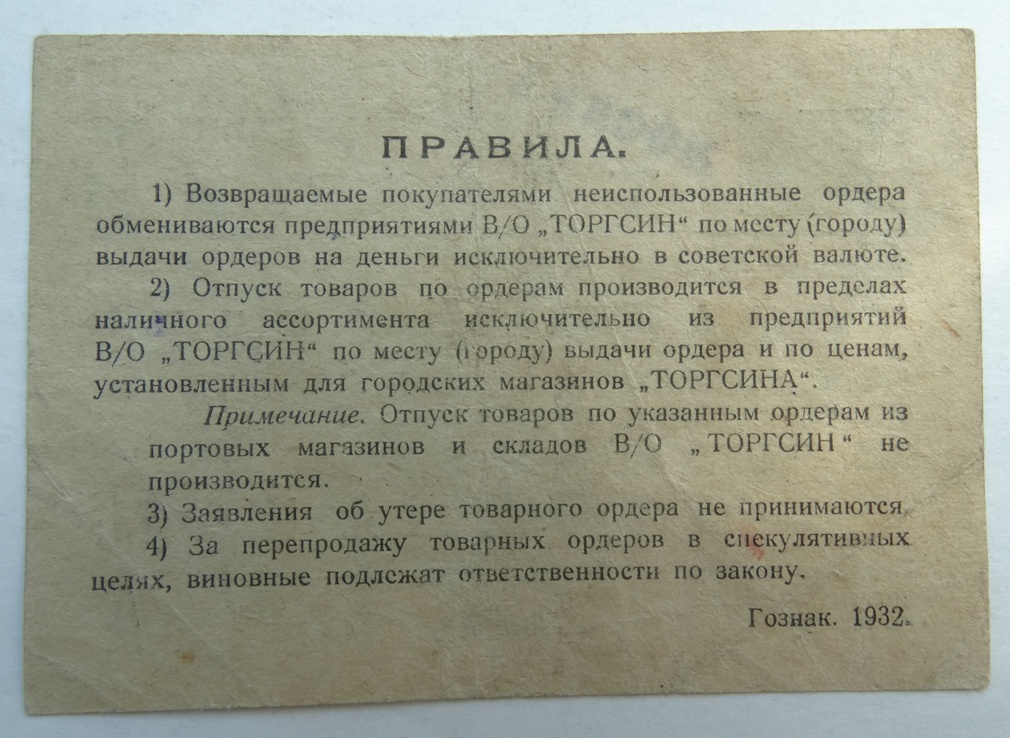 ПРАВИЛА.
1) Возвращаемые покупателями неиспользованные ордера
обмениваются предприятиями В/О „ТОРГСИН“ по месту (городу)
выдачи ордеров на деньги исключительно в советской валюте.
2) Отпуск товаров по ордерам производится в пределах
наличного ассортимента исключительно из предприятий
В/О „ТОРГСИН“ по месту (городу) выдачи ордера и по ценам,
установленным для городских магазинов „ТОРГСИНА“.
Примечание. Отпуск товаров по указанным ордерам из
портовых магазинов и складов В/О „ТОРГСИН“ не
производится.
3) Заявления об утере товарного ордера не принимаются.
4) За перепродажу товарных ордеров в спекулятивных
целях, виновные подлежат ответственности по закону.
Гознак. 1932.